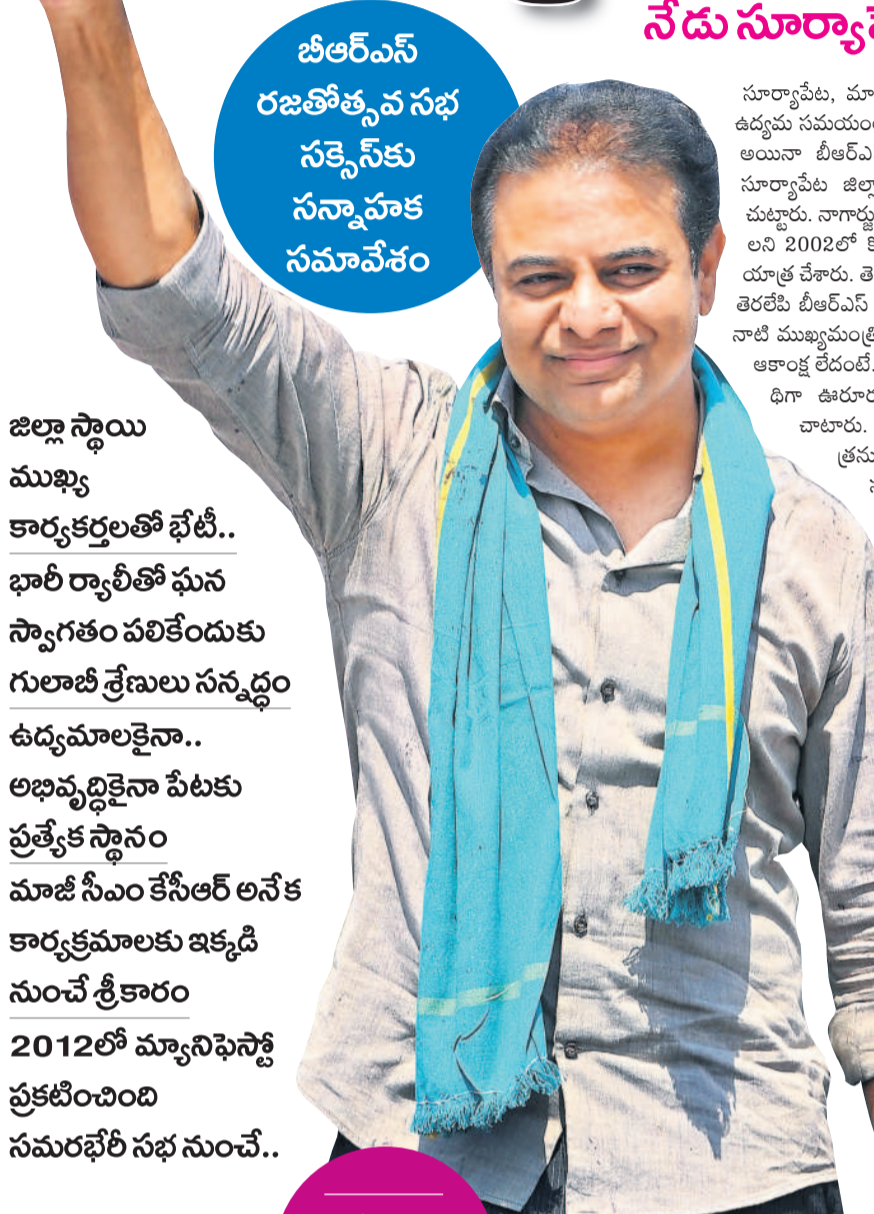 నేడు
బీఆర్ఎస్
రజతోత్సవ సభ
సక్సెస్‌కు
సన్నాహక
సమావేశం
జిల్లా స్థాయి
ముఖ్య
కార్యకర్తలతో భేటీ..
భారీ ర్యాలీతో ఘన
స్వాగతం పలికేందుకు
గులాబీ శ్రేణులు సన్నద్ధం
ఉద్యమాలకైనా..
అభివృద్ధికైనా పేటకు
ప్రత్యేక స్థానం
మాజీ సీఎం కేసీఆర్ అనేక
కార్యక్రమాలకు ఇక్కడి
నుంచే శ్రీకారం
2012లో మ్యానిఫెస్టో
ప్రకటించింది
సమరభేరీ సభ నుంచే..
సూర్యాపేట, మా
ఉద్యమ సమయం
అయినా బీఆర్ఎ
సూర్యాపేట జిల్లా
చుట్టారు. నాగార్జు
లని 2002లో కే
యాత్ర చేశారు. తె
తెరలేపి బీఆర్ఎస్
నాటి ముఖ్యమంత్రి
ఆకాంక్ష లేదంటే.
థిగా ఊరూర
చాటారు.
త్రను